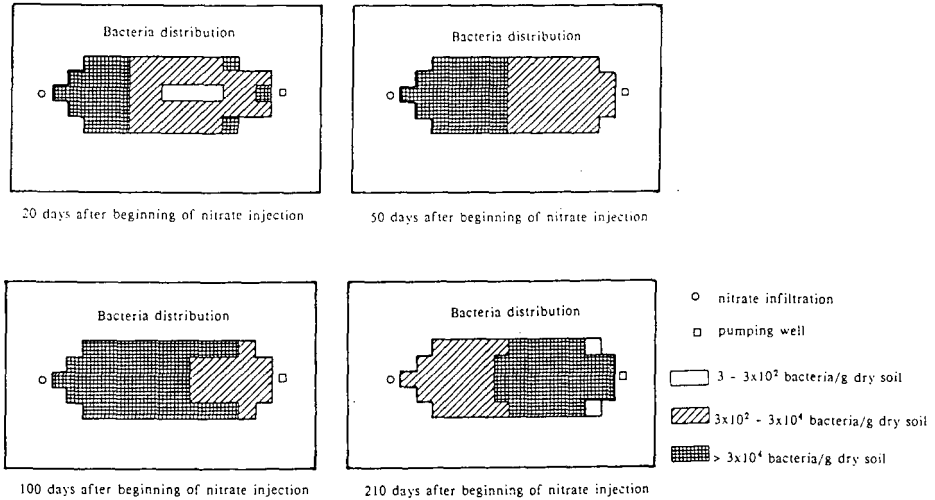 Bacteria distribution
20 days after beginning of nitrate injection
Bacteria distribution
50 days after beginning of nitrate injection
Bacteria distribution
100 days after beginning of nitrate injection
Bacteria distribution
210 days after beginning of nitrate injection
nitrate infiltration
pumping well
3 - 3x10² bacteria/g dry soil
3x10² - 3x10⁴ bacteria/g dry soil
> 3x10⁴ bacteria/g dry soil